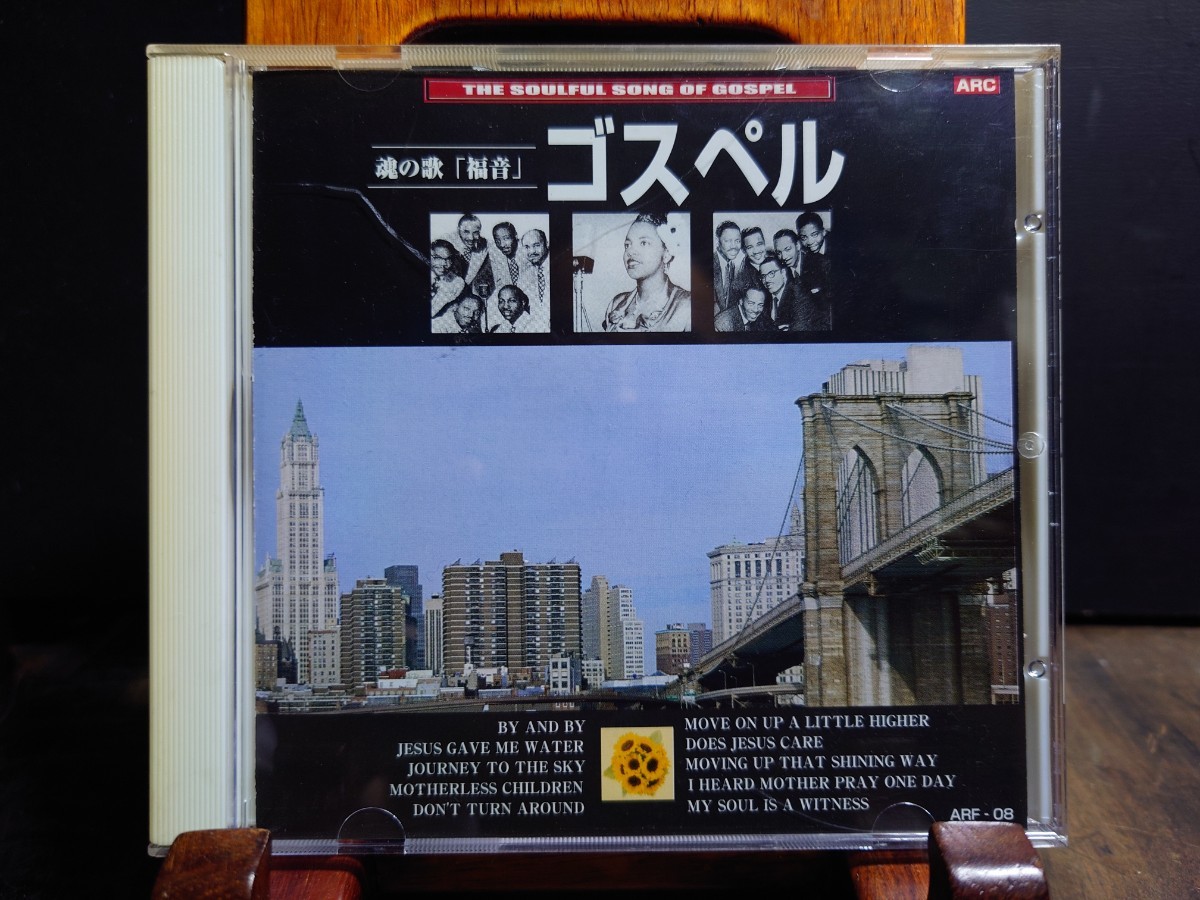 THE SOULFUL SONG OF GOSPEL
ARC
魂の歌「福音」
ゴスペル
BY AND BY
JESUS GAVE ME WATER
JOURNEY TO THE SKY
MOTHERLESS CHILDREN
DON'T TURN AROUND
MOVE ON UP A LITTLE HIGHER
DOES JESUS CARE
MOVING UP THAT SHINING WAY
I HEARD MOTHER PRAY ONE DAY
MY SOUL IS A WITNESS
ARF - 08